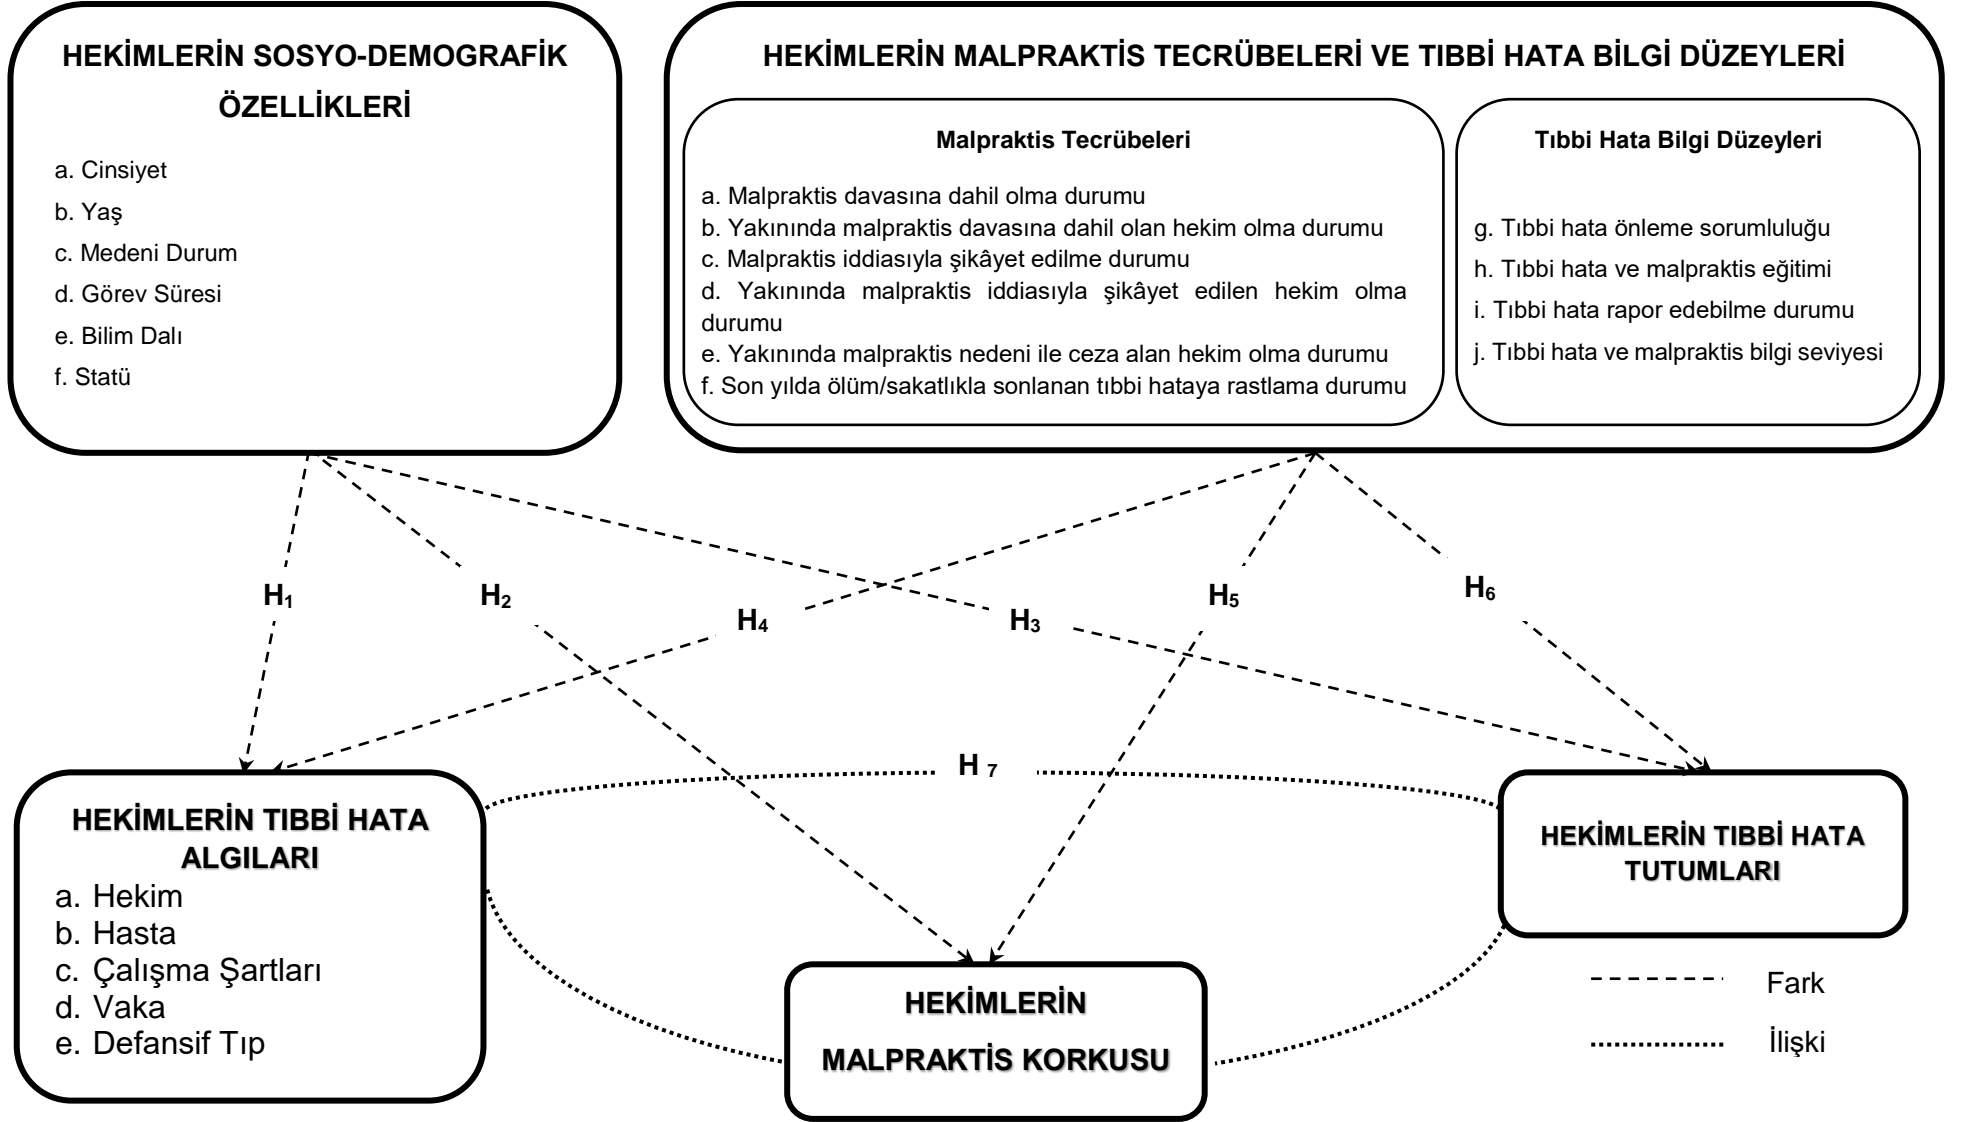 HEKİMLERİN SOSYO-DEMOGRAFİK
ÖZELLİKLERİ
a. Cinsiyet
b. Yaş
c. Medeni Durum
d. Görev Süresi
e. Bilim Dalı
f. Statü
HEKİMLERİN MALPRAKTİS TECRÜBELERİ VE TIBBİ HATA BİLGİ DÜZEYLERİ
Malpraktis Tecrübeleri
a. Malpraktis davasına dahil olma durumu
b. Yakınında malpraktis davasına dahil olan hekim olma durumu
c. Malpraktis iddiasıyla şikâyet edilme durumu
d. Yakınında malpraktis iddiasıyla şikâyet edilen hekim olma
durumu
e. Yakınında malpraktis nedeni ile ceza alan hekim olma durumu
f. Son yılda ölüm/sakatlıkla sonlanan tıbbi hataya rastlama durumu
Tıbbi Hata Bilgi Düzeyleri
g. Tıbbi hata önleme sorumluluğu
h. Tıbbi hata ve malpraktis eğitimi
i. Tıbbi hata rapor edebilme durumu
j. Tıbbi hata ve malpraktis bilgi seviyesi
H1
H2
H4
H3
H5
H6
H 7
HEKİMLERİN TIBBİ HATA
ALGILARI
a. Hekim
b. Hasta
c. Çalışma Şartları
d. Vaka
e. Defansif Tıp
HEKİMLERİN
MALPRAKTİS KORKUSU
HEKİMLERİN TIBBİ HATA
TUTUMLARI
Fark
İlişki